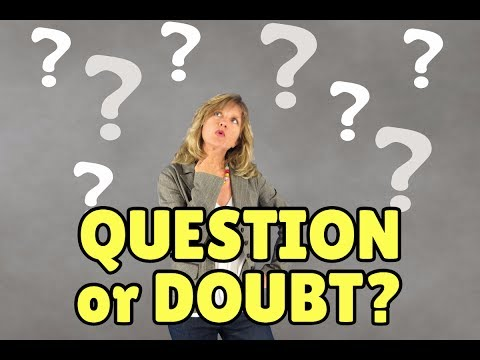 ? ? ? ? ?
? ? ?
QUESTION
or DOUBT?